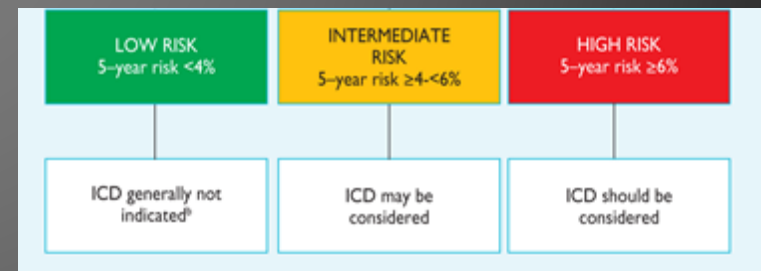 LOW RISK
5–year risk <4%
INTERMEDIATE
RISK
5–year risk ≥4-<6%
HIGH RISK
5–year risk ≥6%
ICD generally not
indicatedᵇ
ICD may be
considered
ICD should be
considered